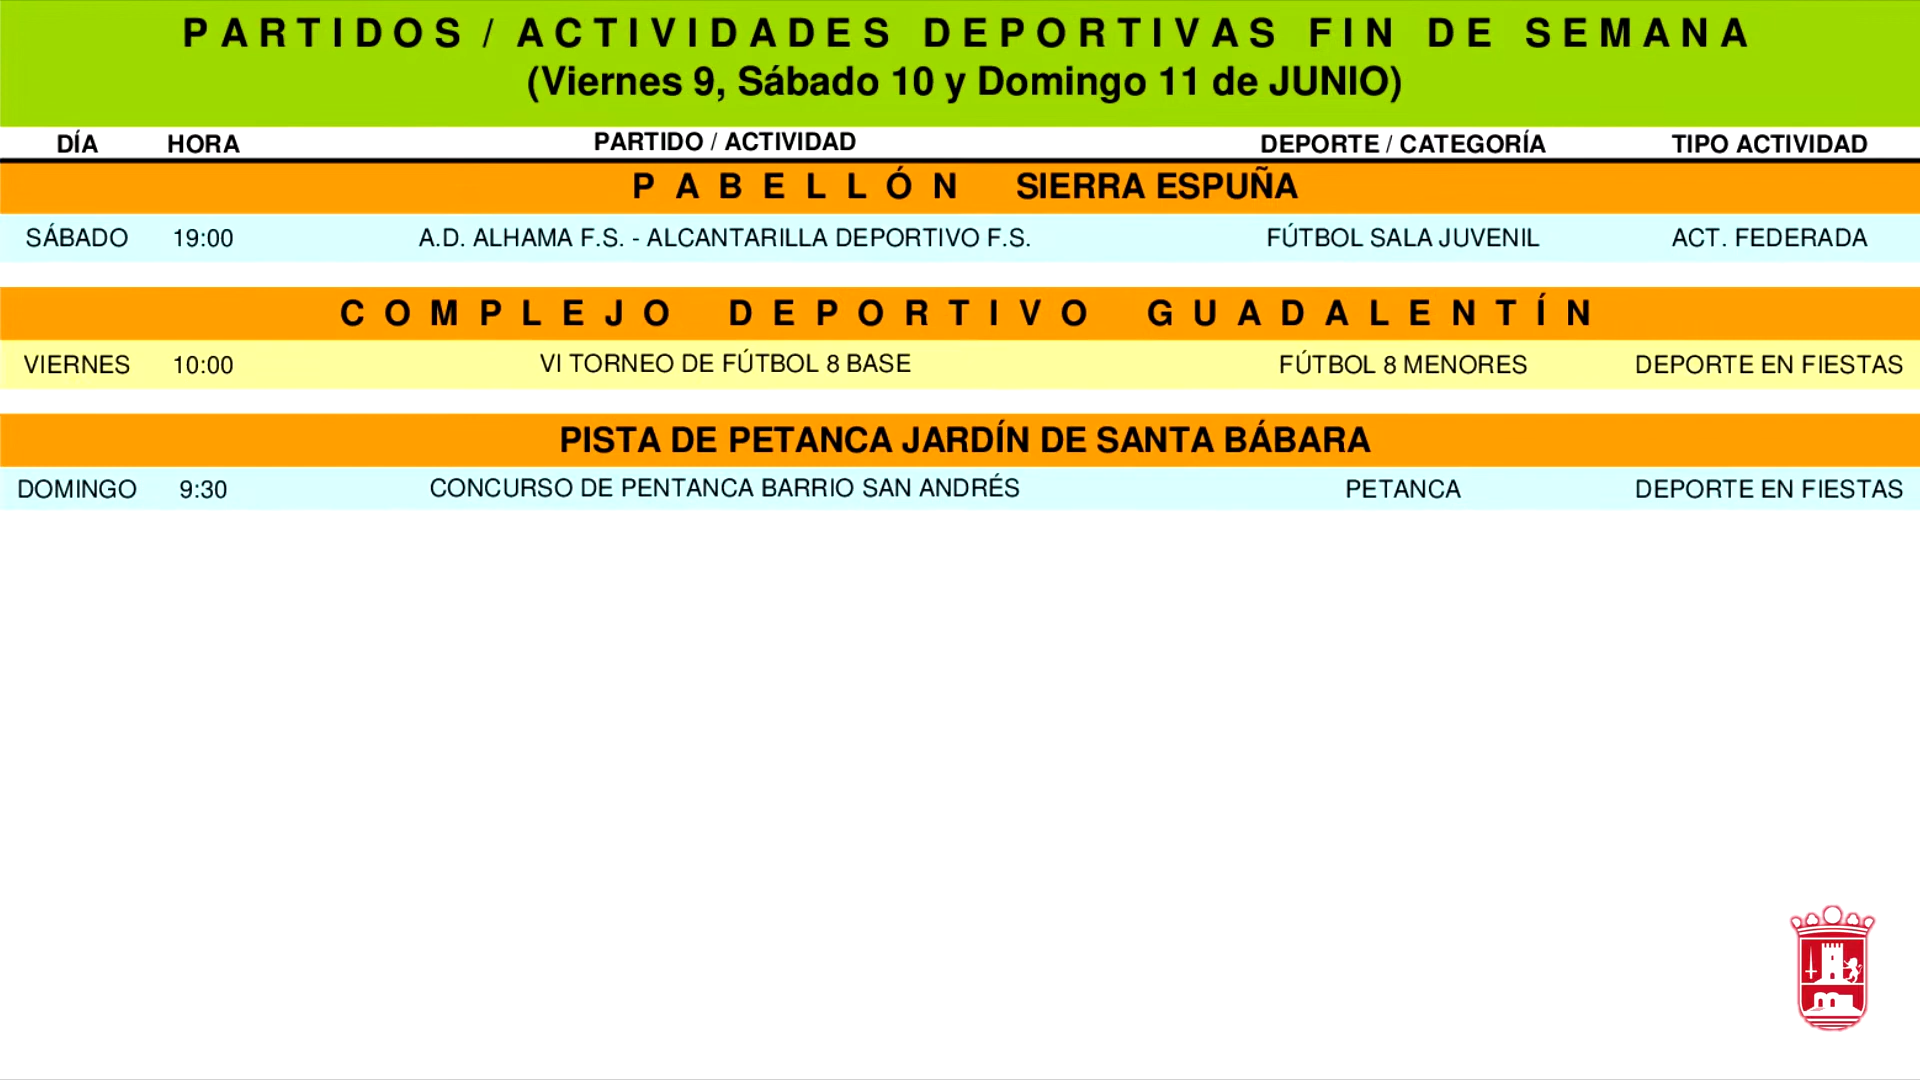 PARTIDOS / ACTIVIDADES DEPORTIVAS FIN DE SEMANA
(Viernes 9, Sábado 10 y Domingo 11 de JUNIO)
DÍA HORA PARTIDO / ACTIVIDAD DEPORTE / CATEGORÍA TIPO ACTIVIDAD
PABELLÓN SIERRA ESPUÑA
SÁBADO 19:00 A.D. ALHAMA F.S. - ALCANTARILLA DEPORTIVO F.S. FÚTBOL SALA JUVENIL ACT. FEDERADA
COMPLEJO DEPORTIVO GUADALENTÍN
VIERNES 10:00 VI TORNEO DE FÚTBOL 8 BASE FÚTBOL 8 MENORES DEPORTE EN FIESTAS
PISTA DE PETANCA JARDÍN DE SANTA BÁBARA
DOMINGO 9:30 CONCURSO DE PENTANCA BARRIO SAN ANDRÉS PETANCA DEPORTE EN FIESTAS